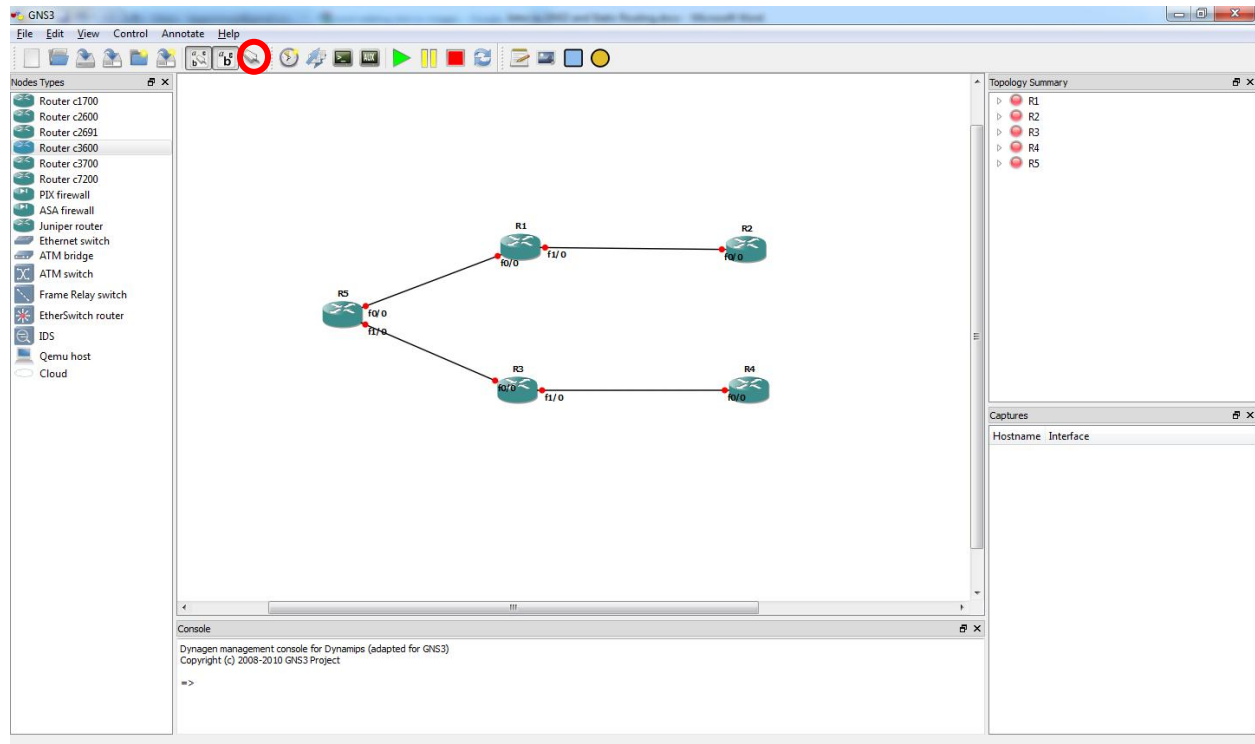 GNS3
File Edit View Control Annotate Help
AUX
Nodes Types
Router c1700
Router c2600
Router c2691
Router c3600
Router c3700
Router c7200
PIX firewall
ASA firewall
Juniper router
Ethernet switch
ATM bridge
ATM switch
Frame Relay switch
EtherSwitch router
IDS
Qemu host
Cloud
R1
f0/0
f1/0
R2
f0/0
R5
f0/0
f1/0
R3
f0/0
f1/0
R4
f0/0
Topology Summary
R1
R2
R3
R4
R5
Captures
Hostname Interface
Console
Dynagen management console for Dynamips (adapted for GNS3)
Copyright (c) 2008-2010 GNS3 Project
=>